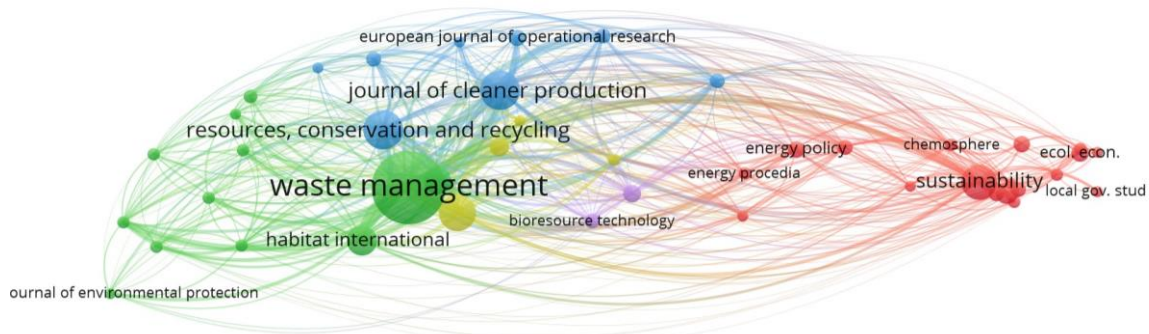 european journal of operational research
journal of cleaner production
resources, conservation and recycling
energy policy
chemosphere
ecol. econ.
energy procedia
waste management
sustainability
local gov. stud
bioresource technology
habitat international
ournal of environmental protection